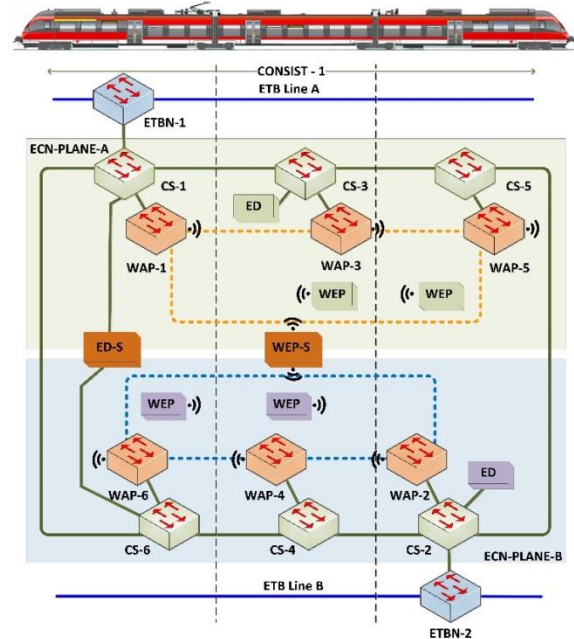 CONSIST - 1
ETB Line A
ETBN-1
ECN-PLANE-A
CS-1
CS-3
CS-5
ED
WAP-1
WAP-3
WAP-5
WEP
WEP
ED-S
WEP-S
WEP
WEP
ED
WAP-6
WAP-4
WAP-2
CS-6
CS-4
CS-2
ECN-PLANE-B
ETB Line B
ETBN-2